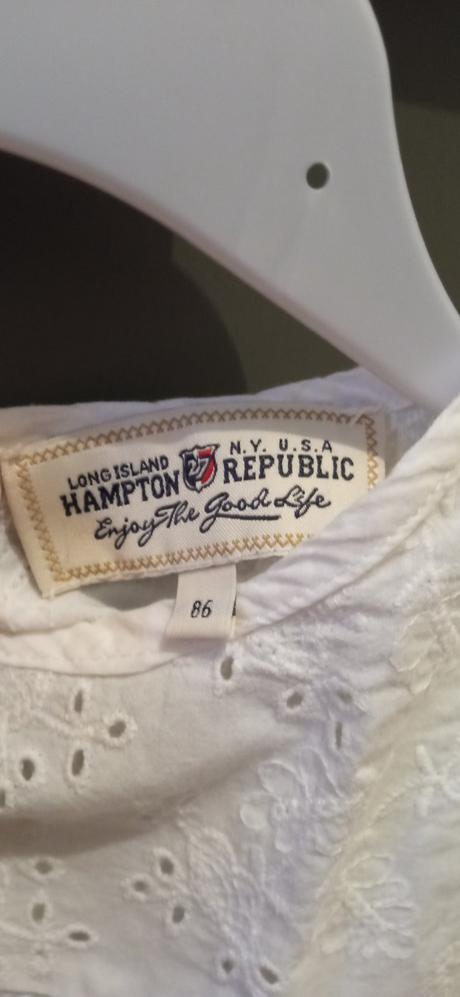 LONG ISLAND N.Y. U.S.A
HAMPTON 27 REPUBLIC
Enjoy The Good Life
86